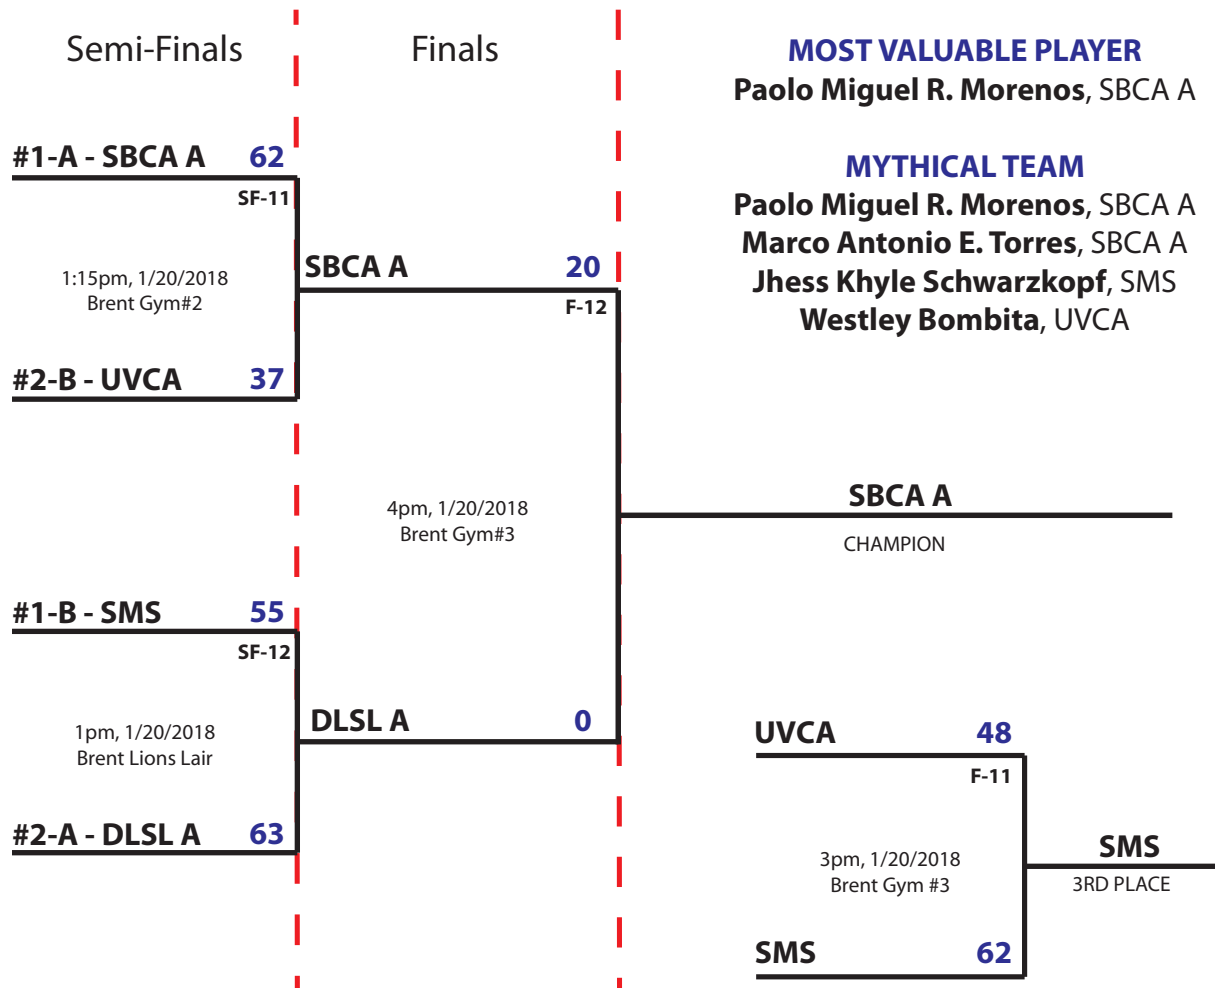 Semi-Finals
Finals
MOST VALUABLE PLAYER
Paolo Miguel R. Morenos, SBCA A
MYTHICAL TEAM
Paolo Miguel R. Morenos, SBCA A
Marco Antonio E. Torres, SBCA A
Jhess Khyle Schwarzkopf, SMS
Westley Bombita, UVCA
#1-A - SBCA A 62
SF-11
1:15pm, 1/20/2018
Brent Gym#2
#2-B - UVCA 37
SBCA A 20
F-12
4pm, 1/20/2018
Brent Gym#3
SBCA A
CHAMPION
#1-B - SMS 55
SF-12
1pm, 1/20/2018
Brent Lions Lair
#2-A - DLSL A 63
DLSL A 0
UVCA 48
F-11
3pm, 1/20/2018
Brent Gym #3
SMS 62
SMS
3RD PLACE